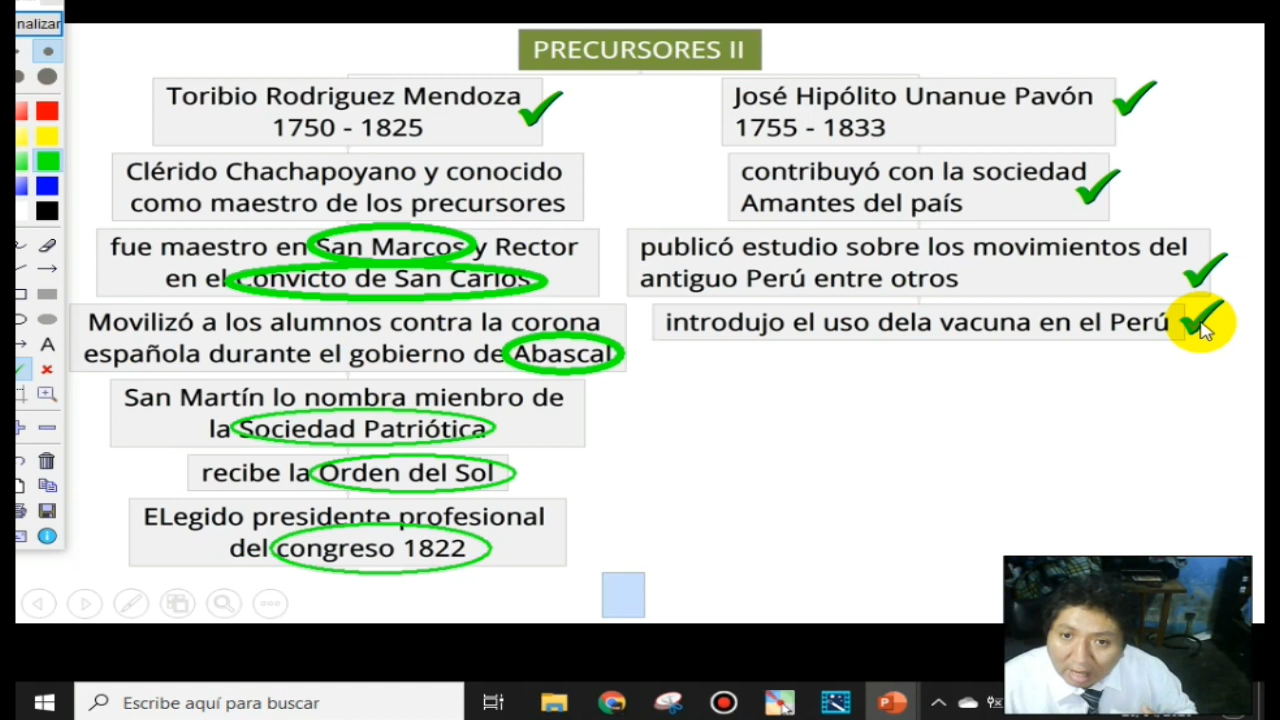 nalizar
PRECURSORES II
Toribio Rodriguez Mendoza
1750 - 1825
Clérido Chachapoyano y conocido
como maestro de los precursores
fue maestro en San Marcos y Rector
en el Convicto de San Carlos
Movilizó a los alumnos contra la corona
española durante el gobierno de Abascal
San Martín lo nombra mienbro de
la Sociedad Patriótica
recibe la Orden del Sol
ELegido presidente profesional
del congreso 1822
José Hipólito Unanue Pavón
1755 - 1833
contribuyó con la sociedad
Amantes del país
publicó estudio sobre los movimientos del
antiguo Perú entre otros
introdujo el uso dela vacuna en el Perú
A
Escribe aquí para buscar